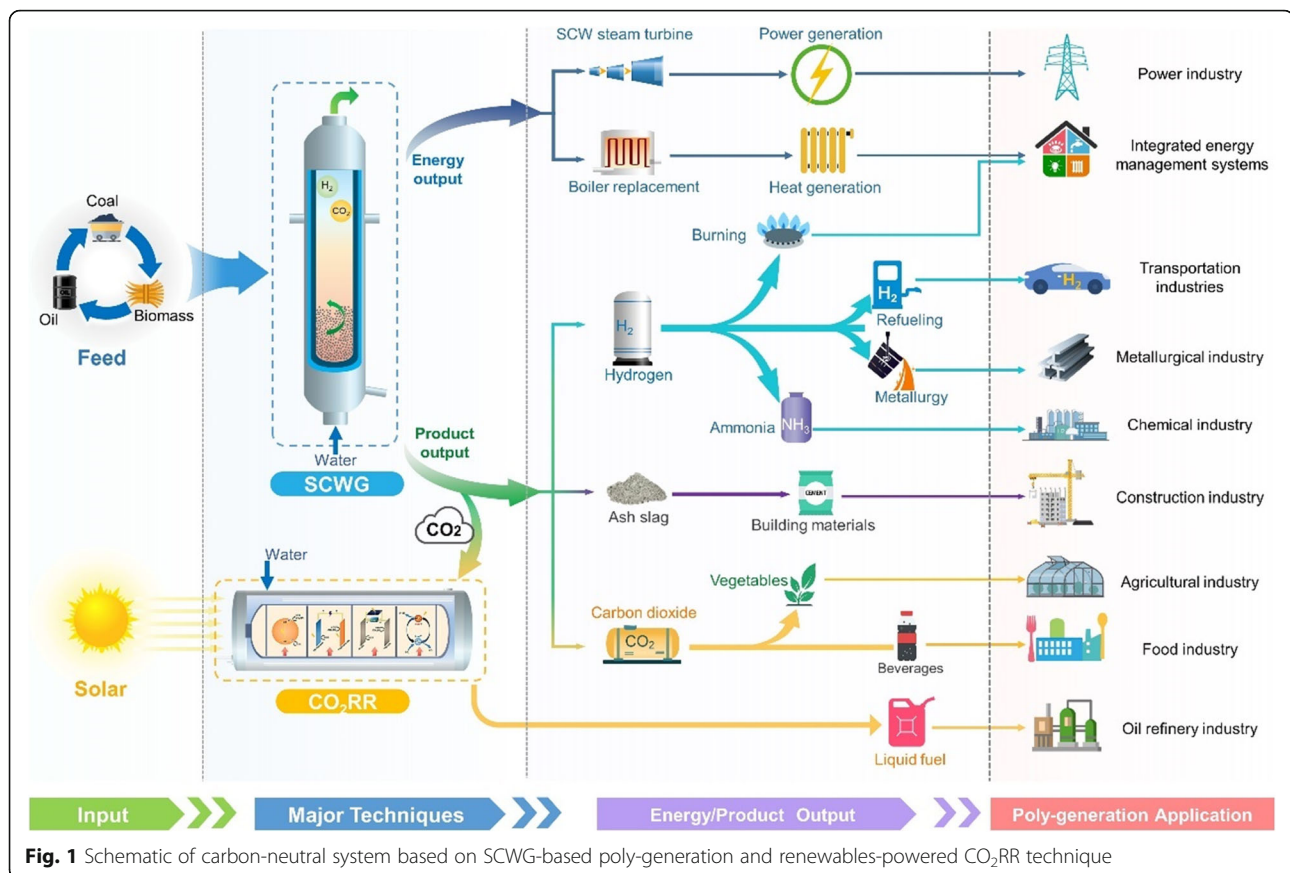 SCW steam turbine
Power generation
Power industry
Energy
output
Boiler replacement
Heat generation
Integrated energy
management systems
H2
CO2
Coal
Oil
Biomass
Feed
Burning
H2
Refueling
H2
Transportation
industries
H2
Hydrogen
Metallurgy
Metallurgical industry
Ammonia
NH3
Chemical industry
Water
SCWG
Product
output
CO2
Ash slag
CEMENT
Building materials
Construction industry
Water
Solar
CO2RR
Vegetables
Agricultural industry
Carbon dioxide
CO2
Beverages
Food industry
Liquid fuel
Oil refinery industry
Input
Major Techniques
Energy/Product Output
Poly-generation Application
Fig. 1 Schematic of carbon-neutral system based on SCWG-based poly-generation and renewables-powered CO2RR technique